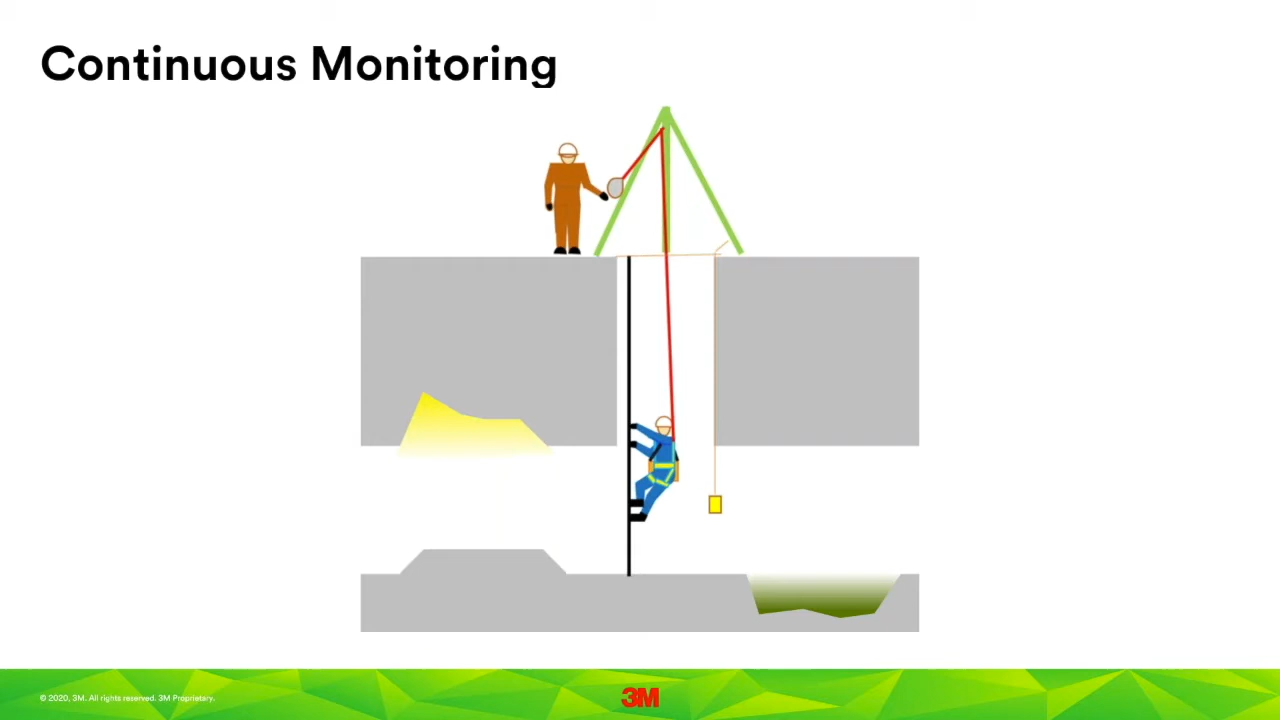 Continuous Monitoring
© 2020, 3M. All rights reserved. 3M Proprietary.
3M